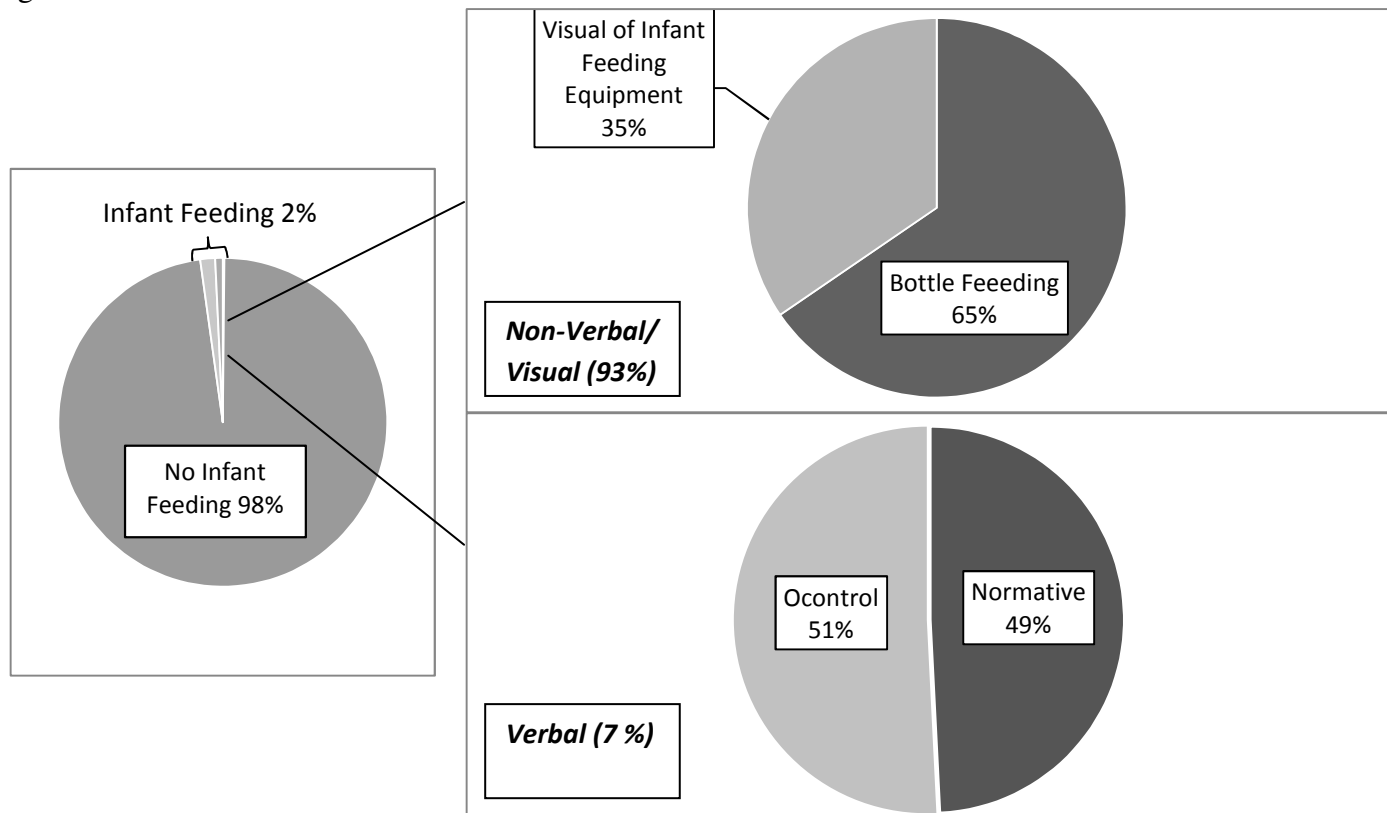 g
Visual of Infant
Feeding
Equipment
35%
Infant Feeding 2%
No Infant
Feeding 98%
Bottle Feeeding
65%
Non-Verbal/
Visual (93%)
Ocontrol
51%
Normative
49%
Verbal (7 %)